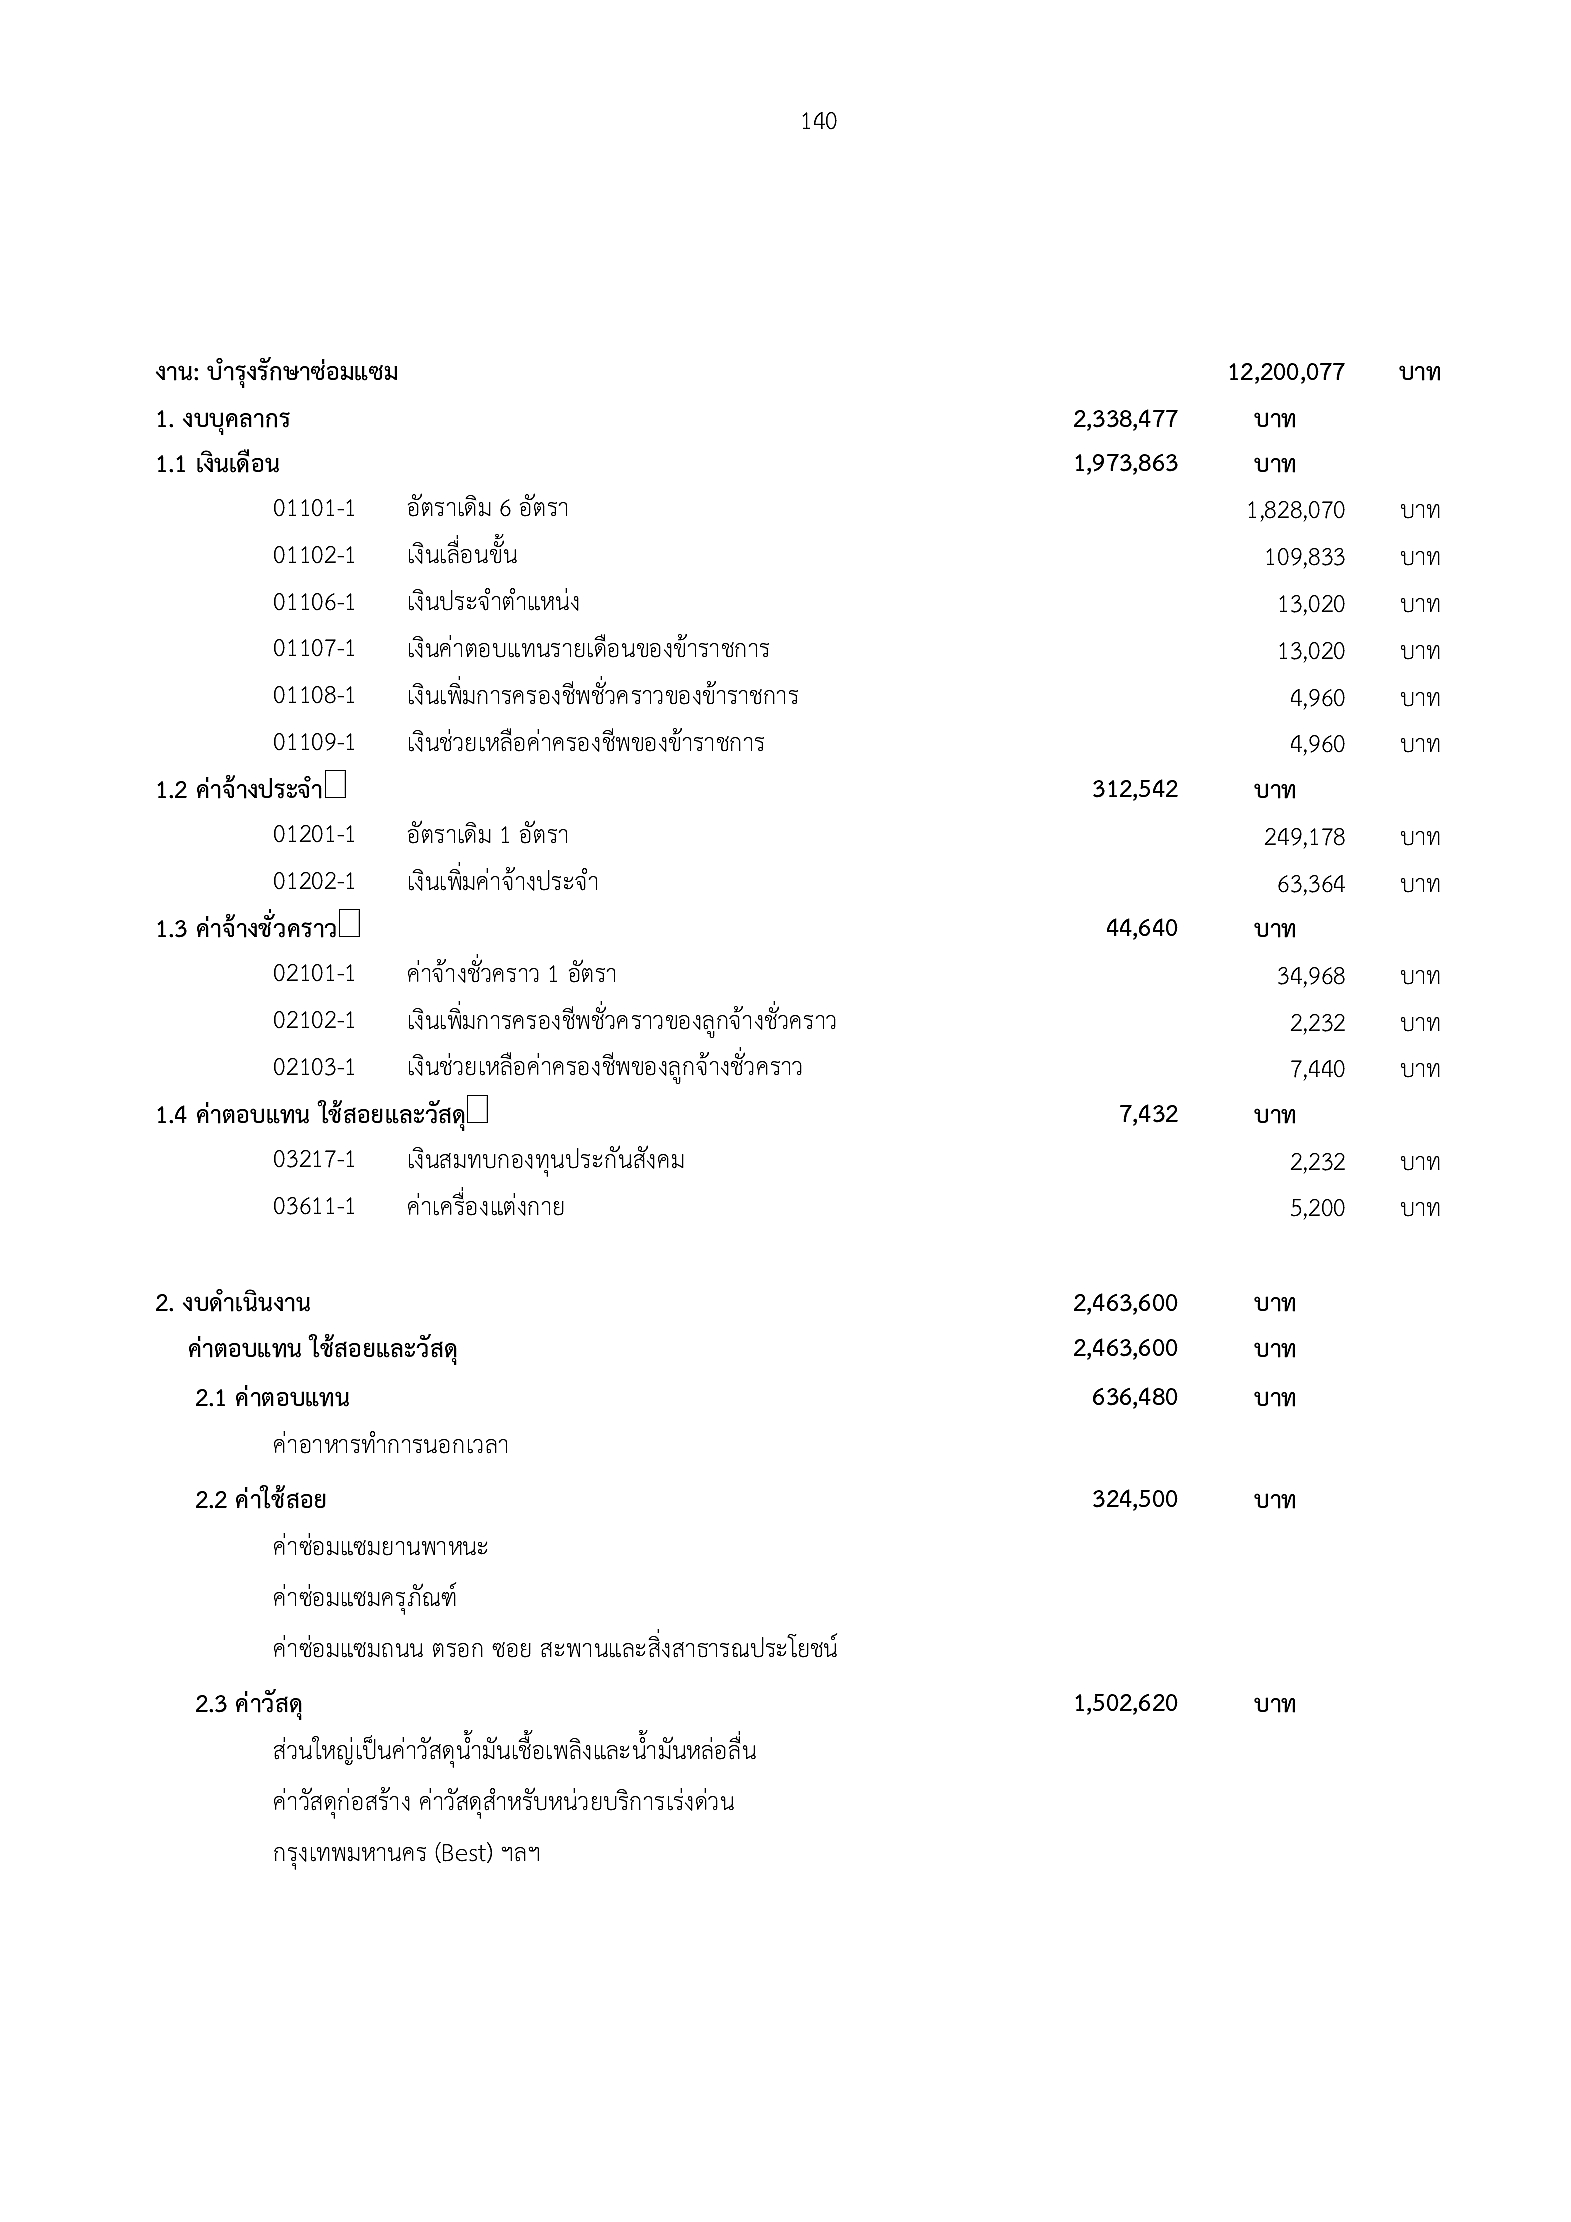 140
งาน: บำรุงรักษาซ่อมแซม 12,200,077 บาท
1. งบบุคลากร 2,338,477 บาท
1.1 เงินเดือน 1,973,863 บาท
01101-1 อัตราเดิม 6 อัตรา 1,828,070 บาท
01102-1 เงินเลื่อนขั้น 109,833 บาท
01106-1 เงินประจำตำแหน่ง 13,020 บาท
01107-1 เงินค่าตอบแทนรายเดือนของข้าราชการ 13,020 บาท
01108-1 เงินเพิ่มการครองชีพชั่วคราวของข้าราชการ 4,960 บาท
01109-1 เงินช่วยเหลือค่าครองชีพของข้าราชการ 4,960 บาท
1.2 ค่าจ้างประจำ 312,542 บาท
01201-1 อัตราเดิม 1 อัตรา 249,178 บาท
01202-1 เงินเพิ่มค่าจ้างประจำ 63,364 บาท
1.3 ค่าจ้างชั่วคราว 44,640 บาท
02101-1 ค่าจ้างชั่วคราว 1 อัตรา 34,968 บาท
02102-1 เงินเพิ่มการครองชีพชั่วคราวของลูกจ้างชั่วคราว 2,232 บาท
02103-1 เงินช่วยเหลือค่าครองชีพของลูกจ้างชั่วคราว 7,440 บาท
1.4 ค่าตอบแทน ใช้สอยและวัสดุ 7,432 บาท
03217-1 เงินสมทบกองทุนประกันสังคม 2,232 บาท
03611-1 ค่าเครื่องแต่งกาย 5,200 บาท
2. งบดำเนินงาน 2,463,600 บาท
ค่าตอบแทน ใช้สอยและวัสดุ 2,463,600 บาท
2.1 ค่าตอบแทน 636,480 บาท
ค่าอาหารทำการนอกเวลา
2.2 ค่าใช้สอย 324,500 บาท
ค่าซ่อมแซมยานพาหนะ
ค่าซ่อมแซมครุภัณฑ์
ค่าซ่อมแซมถนน ตรอก ซอย สะพานและสิ่งสาธารณประโยชน์
2.3 ค่าวัสดุ 1,502,620 บาท
ส่วนใหญ่เป็นค่าวัสดุน้ำมันเชื้อเพลิงและน้ำมันหล่อลื่น
ค่าวัสดุก่อสร้าง ค่าวัสดุสำหรับหน่วยบริการเร่งด่วน
กรุงเทพมหานคร (Best) ฯลฯ